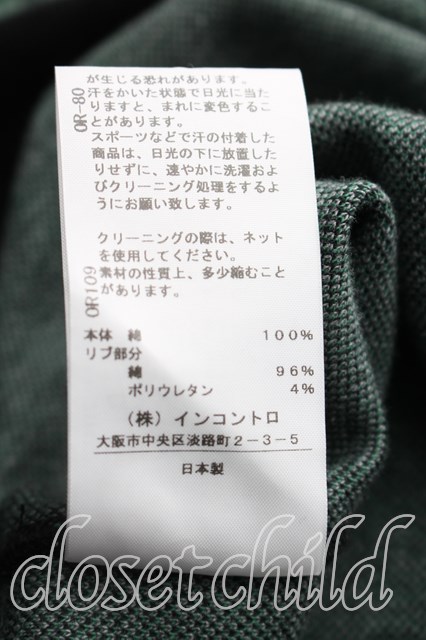 が生じる恐れがあります。
OR-80
汗をかいた状態で日光に当た
りますと、まれに変色するこ
とがあります。
スポーツなどで汗の付着した
商品は、日光の下に放置した
りせずに、速やかに洗濯およ
びクリーニング処理をするよ
うにお願い致します。
クリーニングの際は、ネット
を使用してください。
OR109
素材の性質上、多少縮むこと
があります。
本体 綿 100%
リブ部分
綿 96%
ポリウレタン 4%
(株) インコントロ
大阪市中央区淡路町2-3-5
日本製
closet child